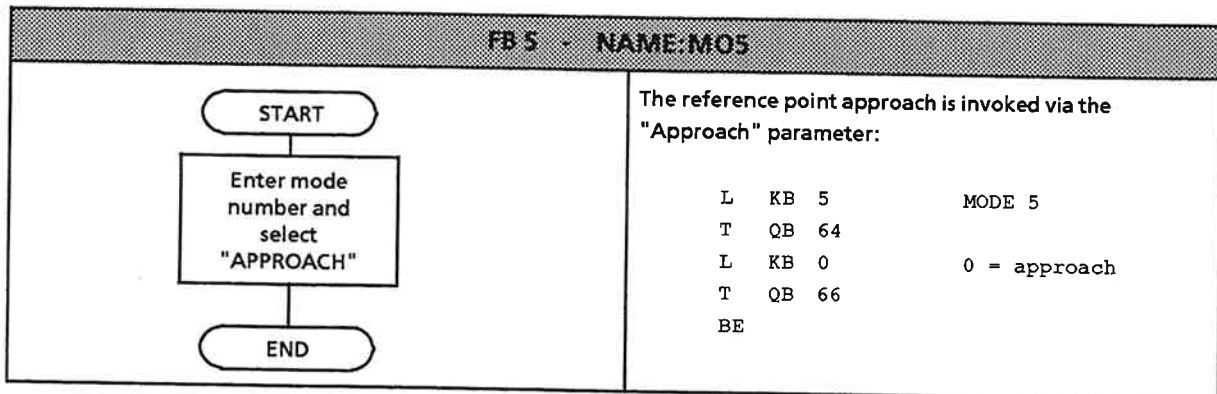 FB 5 - NAME:MO5
START
Enter mode
number and
select
"APPROACH"
END
The reference point approach is invoked via the
"Approach" parameter:
L KB 5 MODE 5
T QB 64
L KB 0 0 = approach
T QB 66
BE